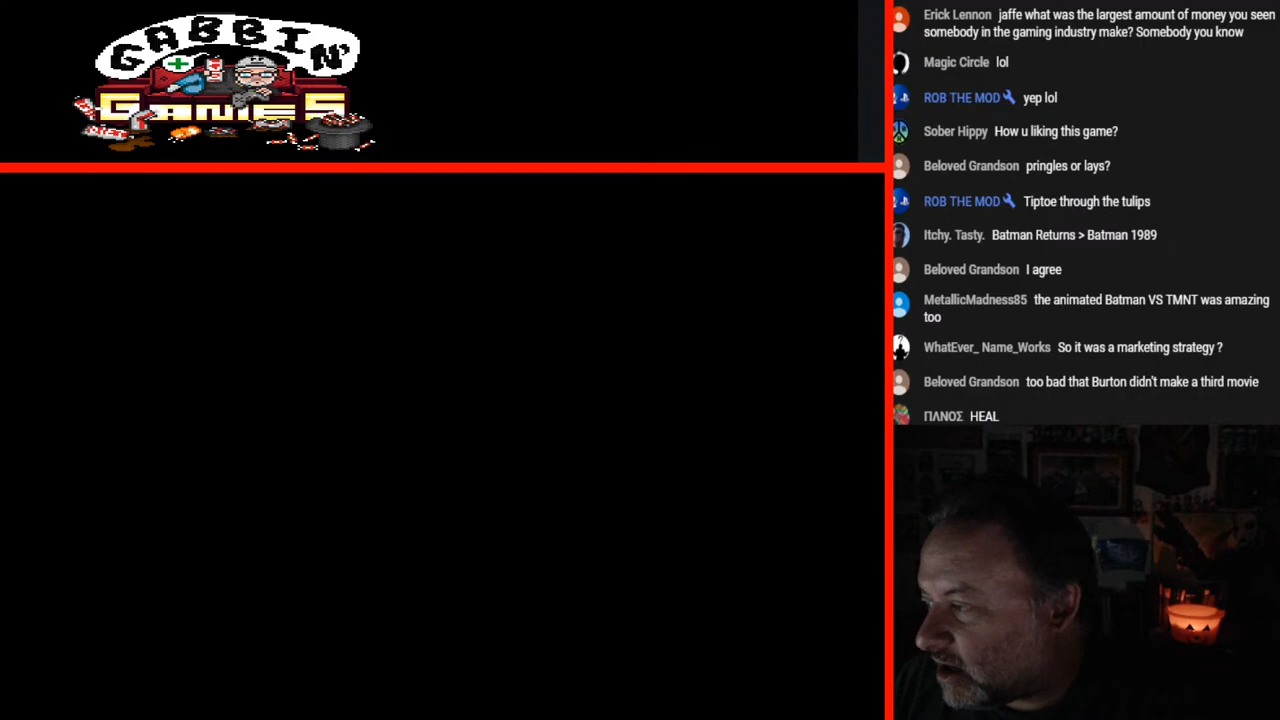 GABBIN'
GAMES
Erick Lennon jaffe what was the largest amount of money you seen
somebody in the gaming industry make? Somebody you know
Magic Circle lol
ROB THE MOD yep lol
Sober Hippy How u liking this game?
Beloved Grandson pringles or lays?
ROB THE MOD Tiptoe through the tulips
Itchy. Tasty. Batman Returns > Batman 1989
Beloved Grandson I agree
MetallicMadness85 the animated Batman VS TMNT was amazing
too
WhatEver_ Name_Works So it was a marketing strategy ?
Beloved Grandson too bad that Burton didn't make a third movie
ΠΛΝΟΣ HEAL